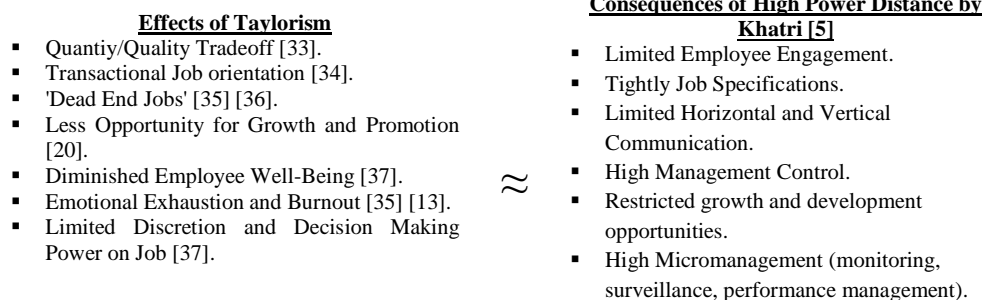 Effects of Taylorism
▪ Quantiy/Quality Tradeoff [33].
▪ Transactional Job orientation [34].
▪ 'Dead End Jobs' [35] [36].
▪ Less Opportunity for Growth and Promotion
[20].
▪ Diminished Employee Well-Being [37].
▪ Emotional Exhaustion and Burnout [35] [13].
▪ Limited Discretion and Decision Making
Power on Job [37].
≈
Consequences of High Power Distance by
Khatri [5]
▪ Limited Employee Engagement.
▪ Tightly Job Specifications.
▪ Limited Horizontal and Vertical
Communication.
▪ High Management Control.
▪ Restricted growth and development
opportunities.
▪ High Micromanagement (monitoring,
surveillance, performance management).